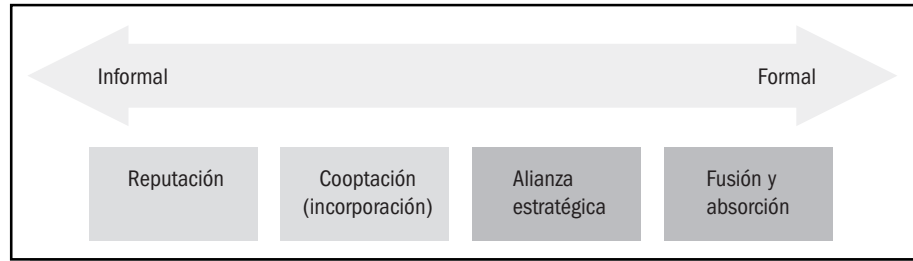 Informal
Formal
Reputación
Cooptación
(incorporación)
Alianza
estratégica
Fusión y
absorción